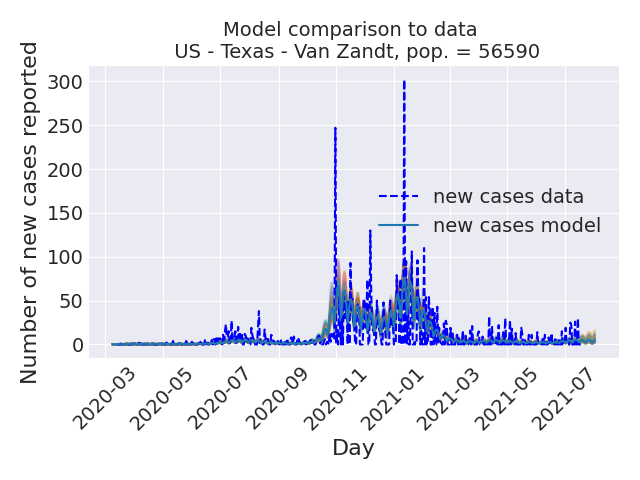 Model comparison to data
US - Texas - Van Zandt, pop. = 56590
Number of new cases reported
300
250
200
150
100
50
0
new cases data
new cases model
2020-03
2020-05
2020-07
2020-09
2020-11
2021-01
2021-03
2021-05
2021-07
Day